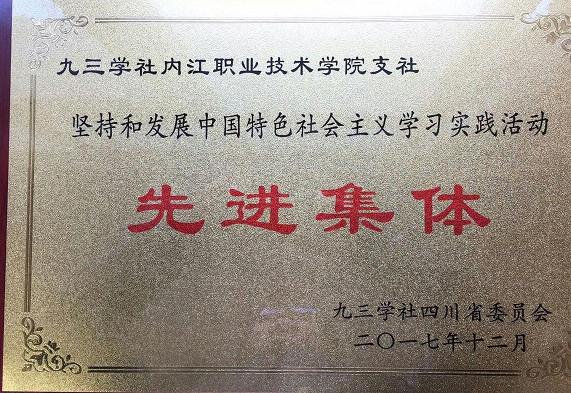 九三学社内江职业技术学院支社
坚持和发展中国特色社会主义学习实践活动
先进集体
九三学社四川省委员会
二〇一七年十二月